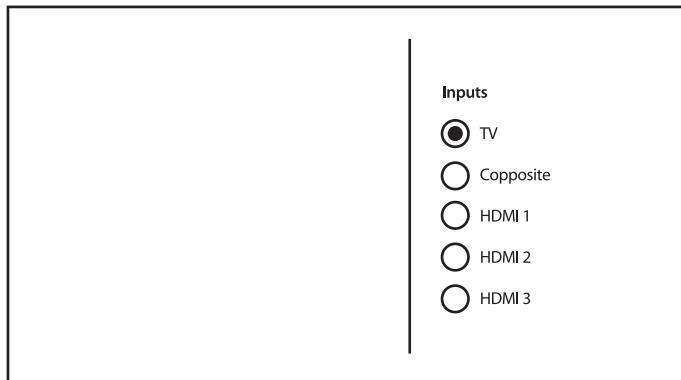 Inputs
TV
Copposite
HDMI 1
HDMI 2
HDMI 3